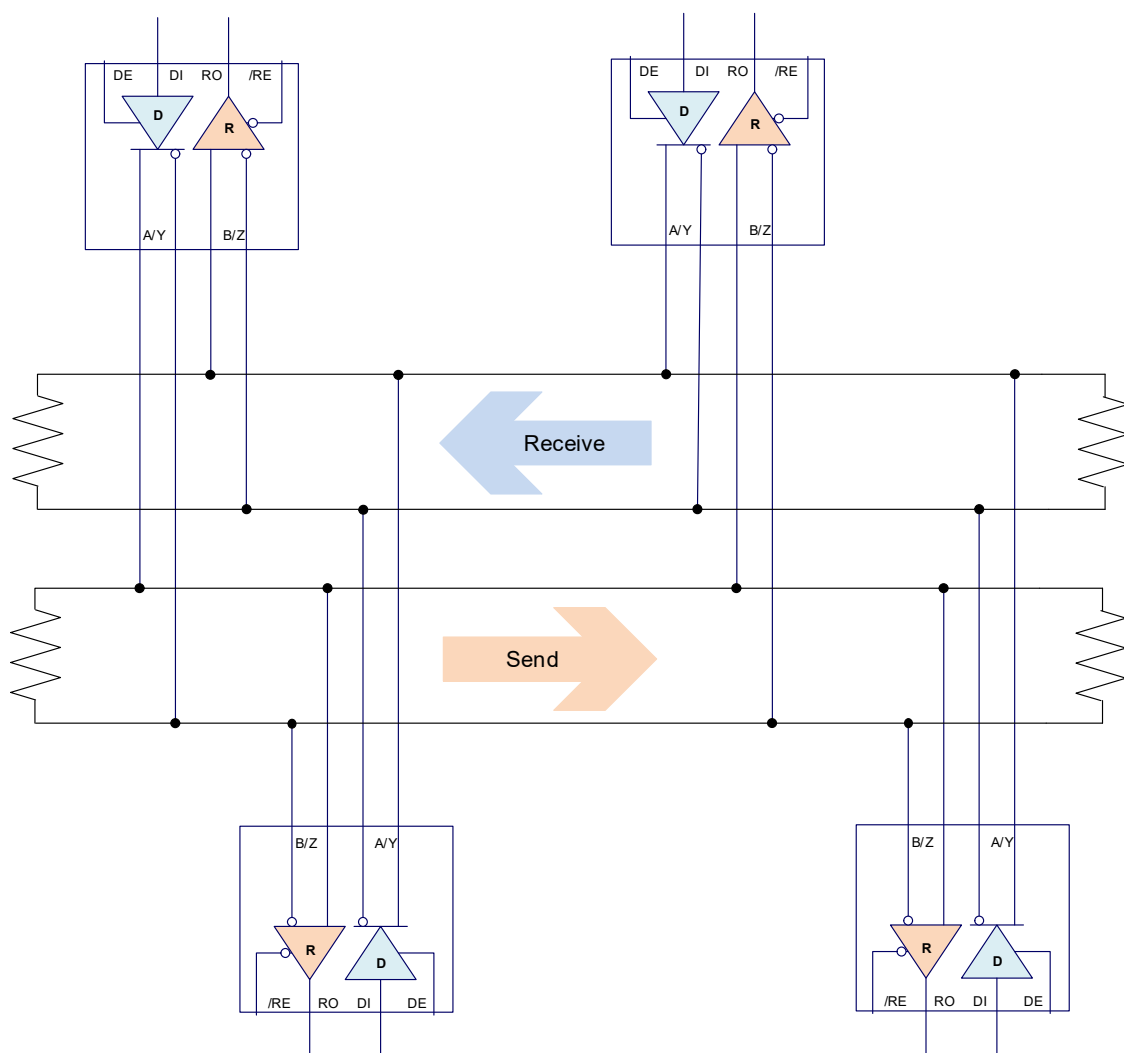 DE DI RO /RE
D
R
A/Y B/Z
DE DI RO /RE
D
R
A/Y B/Z
Receive
Send
B/Z A/Y
R
D
/RE RO DI DE
B/Z A/Y
R
D
/RE RO DI DE